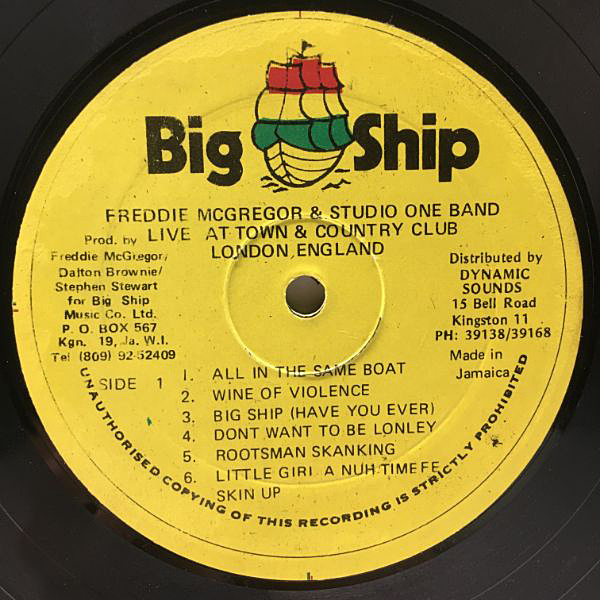 Big Ship
FREDDIE MCGREGOR & STUDIO ONE BAND
LIVE AT TOWN & COUNTRY CLUB
LONDON, ENGLAND
Prod. by
Freddie McGregor/
Dalton Brownie/
Stephen Stewart
for Big Ship
Music Co. Ltd.
P. O. BOX 567
Kgn. 19, Ja. W.I.
Tel (809) 92-52409
Distributed by
DYNAMIC
SOUNDS
15 Bell Road
Kingston 11
PH: 39138/39168
Made in
Jamaica
SIDE 1
1. ALL IN THE SAME BOAT
2. WINE OF VIOLENCE
3. BIG SHIP (HAVE YOU EVER)
4. DONT WANT TO BE LONLEY
5. ROOTSMAN SKANKING
6. LITTLE GIRL A NUH TIME FE
SKIN UP
UNAUTHORISED COPYING OF THIS RECORDING IS STRICTLY PROHIBITED